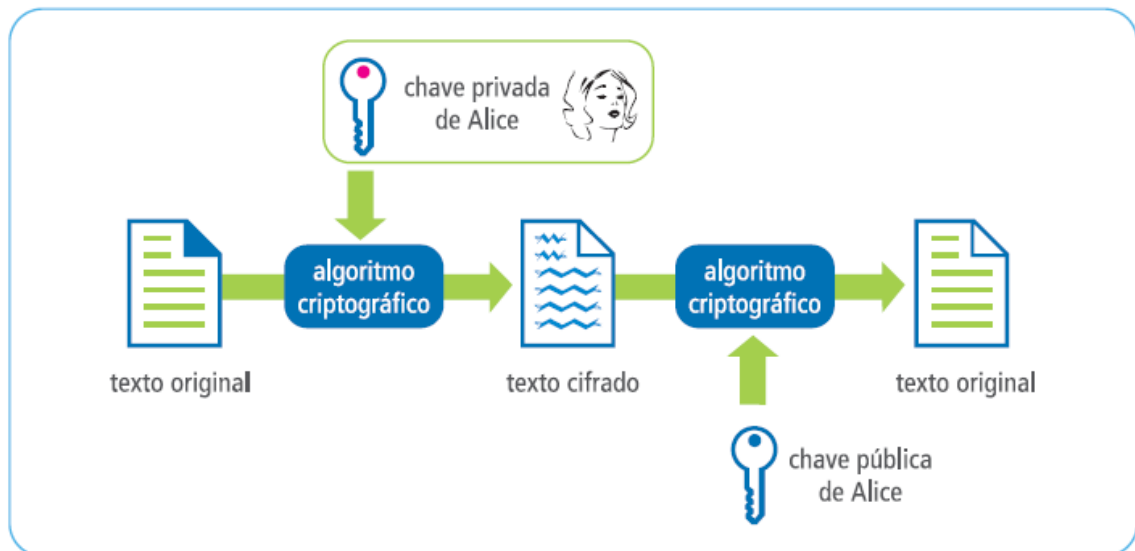 chave privada
de Alice
algoritmo
criptográfico
algoritmo
criptográfico
texto original
texto cifrado
texto original
chave pública
de Alice